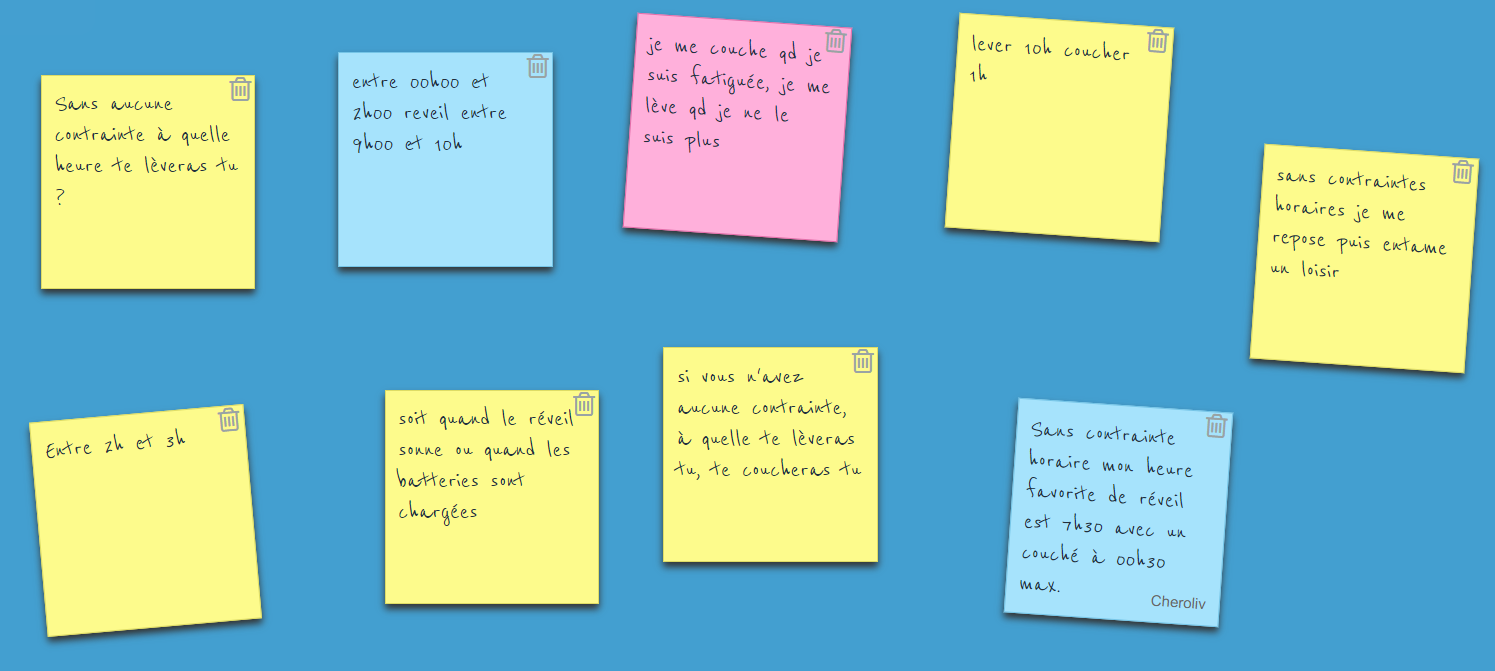 Sans aucune
contrainte à quelle
heure te lèveras tu
?
entre 00h00 et
2h00 reveil entre
9h00 et 10h
je me couche qd je
suis fatiguée, je me
lève qd je ne le
suis plus
lever 10h coucher
1h
sans contraintes
horaires je me
repose puis entame
un loisir
Entre 2h et 3h
soit quand le réveil
sonne ou quand les
batteries sont
chargées
si vous n'avez
aucune contrainte,
à quelle te lèveras
tu, te coucheras tu
Sans contrainte
horaire mon heure
favorite de réveil
est 7h30 avec un
couché à 00h30
max.
Cheroliv